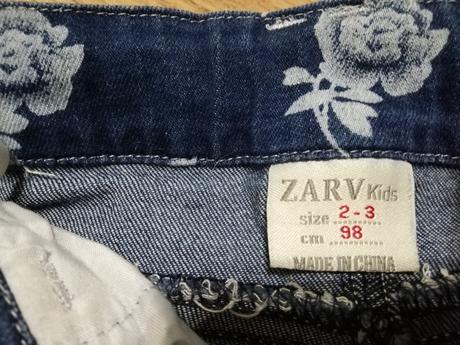 ZARV Kids
size 2-3
cm 98
MADE IN CHINA